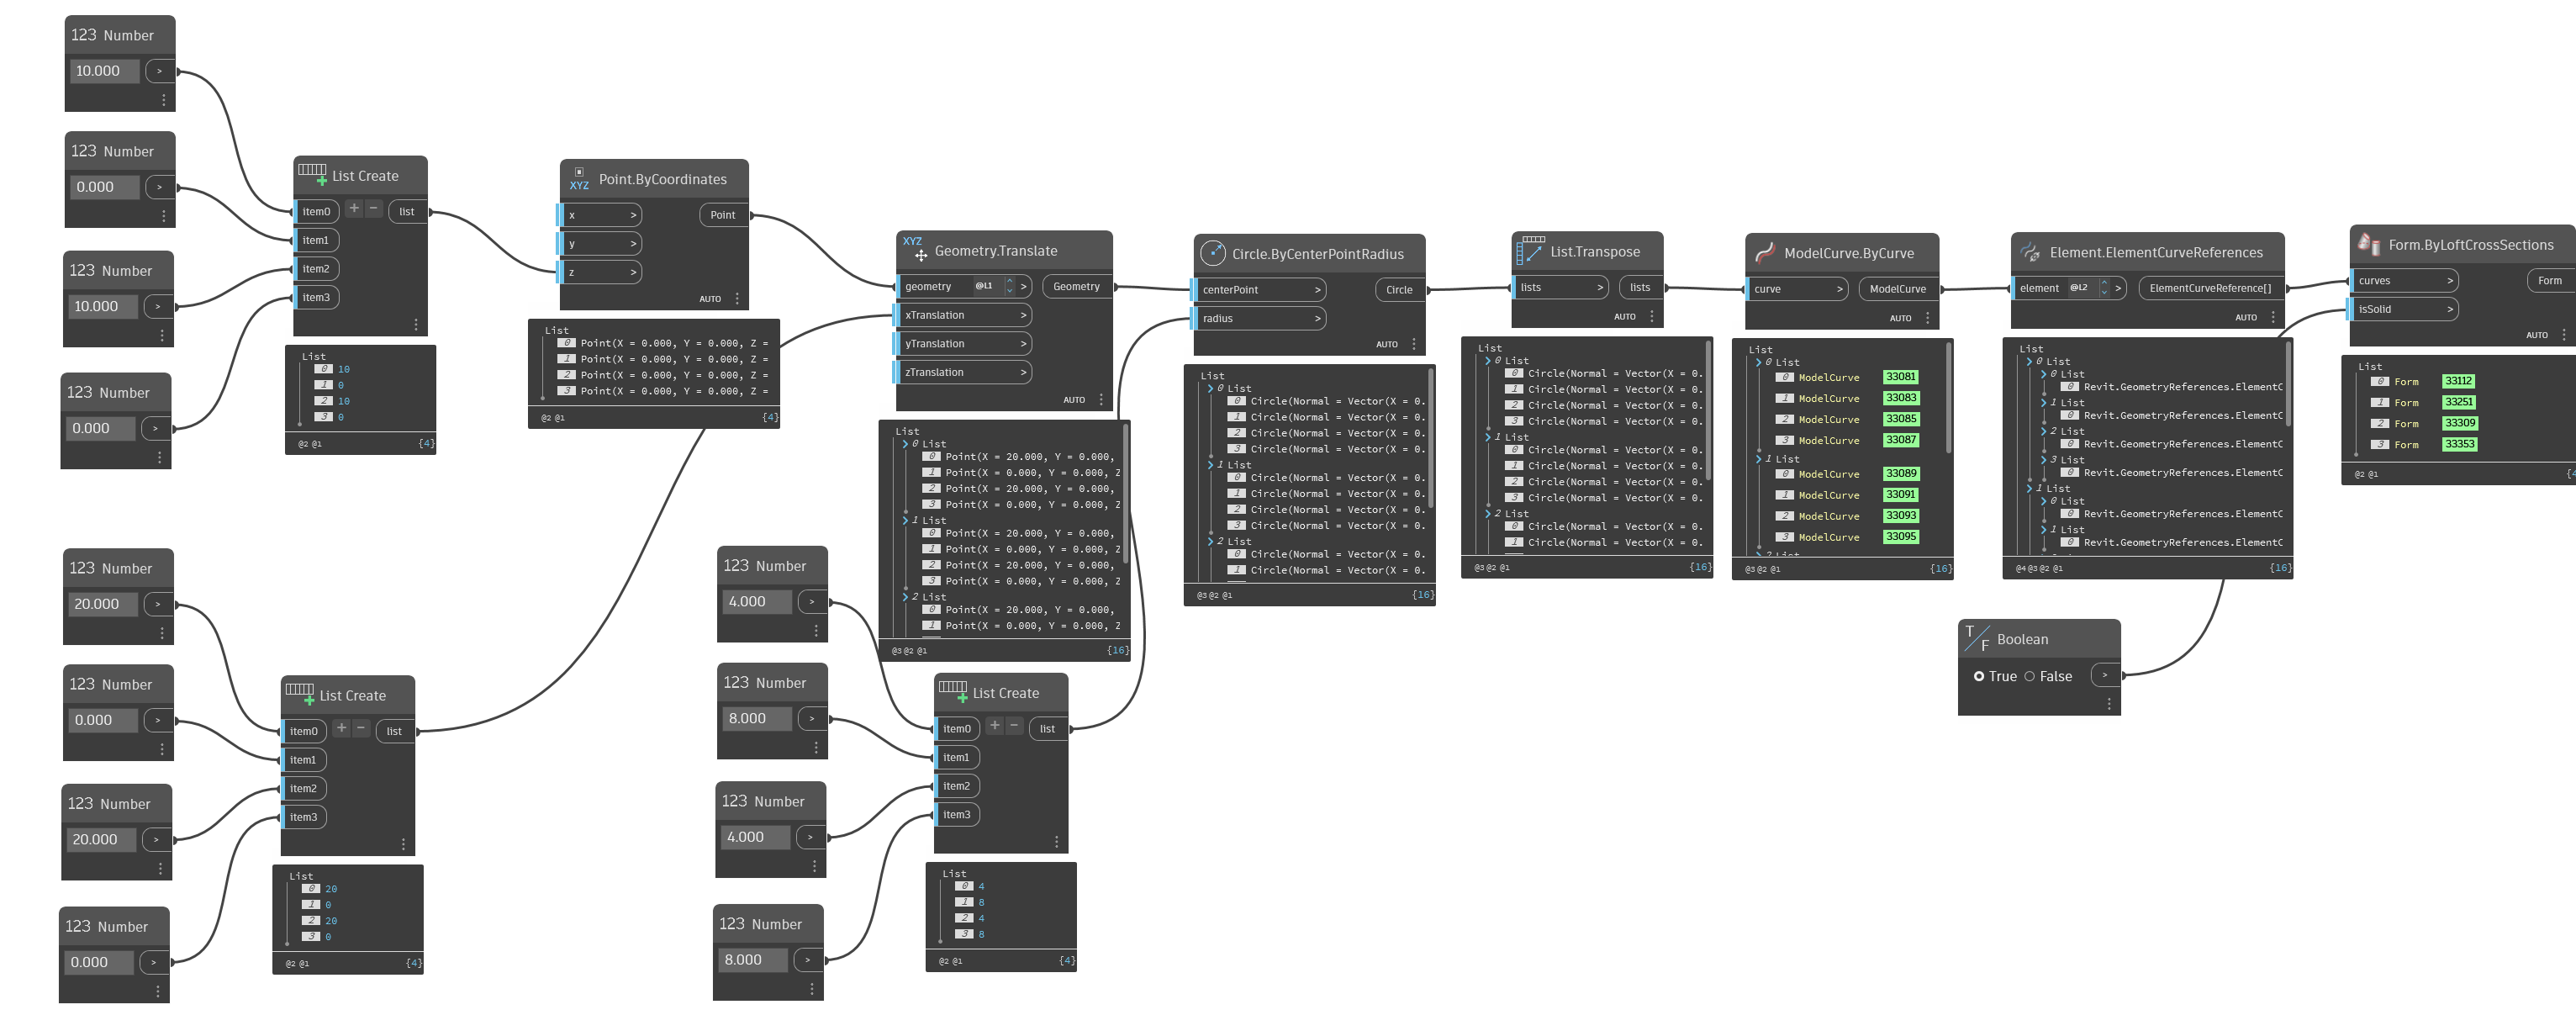 123 Number
10.000 >
123 Number
0.000 >
123 Number
10.000 >
123 Number
0.000 >
List Create
item0 + - list
item1
item2
item3
List
0 10
1 0
2 10
3 0
@2 @1 {4}
XYZ Point.ByCoordinates
x > Point
y >
z >
AUTO
List
0 Point(X = 0.000, Y = 0.000, Z =
1 Point(X = 0.000, Y = 0.000, Z =
2 Point(X = 0.000, Y = 0.000, Z =
3 Point(X = 0.000, Y = 0.000, Z =
@2 @1 {4}
XYZ Geometry.Translate
geometry @L1 > Geometry
xTranslation >
yTranslation >
zTranslation >
AUTO
List
0 List
0 Point(X = 20.000, Y = 0.000,
1 Point(X = 0.000, Y = 0.000, Z
2 Point(X = 20.000, Y = 0.000,
3 Point(X = 0.000, Y = 0.000, Z
1 List
0 Point(X = 20.000, Y = 0.000,
1 Point(X = 0.000, Y = 0.000, Z
2 Point(X = 20.000, Y = 0.000,
3 Point(X = 0.000, Y = 0.000, Z
2 List
0 Point(X = 20.000, Y = 0.000,
1 Point(X = 0.000, Y = 0.000, Z
@3 @2 @1 {16}
Circle.ByCenterPointRadius
centerPoint > Circle
radius >
AUTO
List
0 List
0 Circle(Normal = Vector(X = 0.
1 Circle(Normal = Vector(X = 0.
2 Circle(Normal = Vector(X = 0.
3 Circle(Normal = Vector(X = 0.
1 List
0 Circle(Normal = Vector(X = 0.
1 Circle(Normal = Vector(X = 0.
2 Circle(Normal = Vector(X = 0.
3 Circle(Normal = Vector(X = 0.
2 List
0 Circle(Normal = Vector(X = 0.
1 Circle(Normal = Vector(X = 0.
@3 @2 @1 {16}
List.Transpose
lists > lists
AUTO
List
0 List
0 Circle(Normal = Vector(X = 0.
1 Circle(Normal = Vector(X = 0.
2 Circle(Normal = Vector(X = 0.
3 Circle(Normal = Vector(X = 0.
1 List
0 Circle(Normal = Vector(X = 0.
1 Circle(Normal = Vector(X = 0.
2 Circle(Normal = Vector(X = 0.
3 Circle(Normal = Vector(X = 0.
2 List
0 Circle(Normal = Vector(X = 0.
1 Circle(Normal = Vector(X = 0.
@3 @2 @1 {16}
ModelCurve.ByCurve
curve > ModelCurve
AUTO
List
0 List
0 ModelCurve 33081
1 ModelCurve 33083
2 ModelCurve 33085
3 ModelCurve 33087
1 List
0 ModelCurve 33089
1 ModelCurve 33091
2 ModelCurve 33093
3 ModelCurve 33095
2 List
@3 @2 @1 {16}
Element.ElementCurveReferences
element @L2 > ElementCurveReference[]
AUTO
List
0 List
0 List
0 Revit.GeometryReferences.ElementC
1 List
0 Revit.GeometryReferences.ElementC
2 List
0 Revit.GeometryReferences.ElementC
3 List
0 Revit.GeometryReferences.ElementC
1 List
0 List
0 Revit.GeometryReferences.ElementC
1 List
0 Revit.GeometryReferences.ElementC
@4 @3 @2 @1 {16}
Form.ByLoftCrossSections
curves > Form
isSolid >
AUTO
List
0 Form 33112
1 Form 33251
2 Form 33309
3 Form 33353
@2 @1
123 Number
20.000 >
123 Number
0.000 >
123 Number
20.000 >
123 Number
0.000 >
List Create
item0 + - list
item1
item2
item3
List
0 20
1 0
2 20
3 0
@2 @1 {4}
123 Number
4.000 >
123 Number
8.000 >
123 Number
4.000 >
123 Number
8.000 >
List Create
item0 + - list
item1
item2
item3
List
0 4
1 8
2 4
3 8
@2 @1 {4}
T/F Boolean
True False >